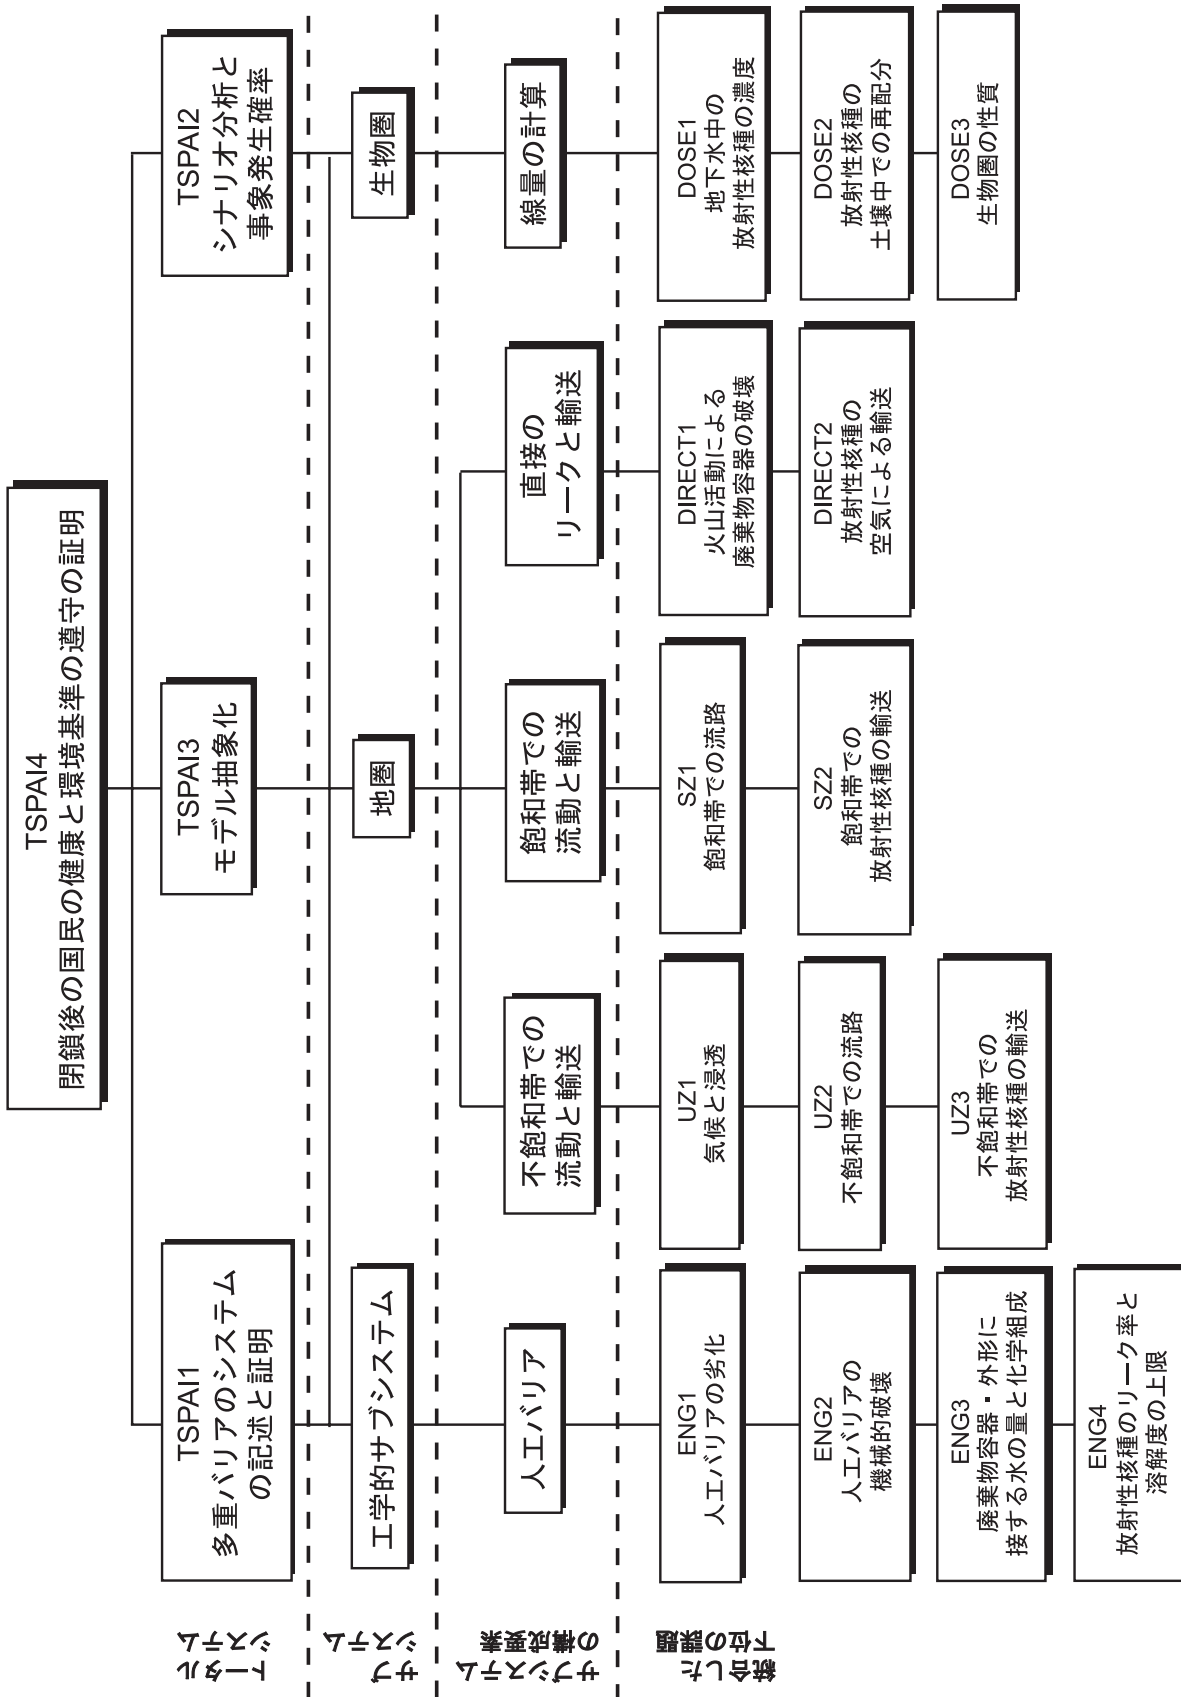 TSPAI4
閉鎖後の国民の健康と環境基準の遵守の証明
トータル
システム
TSPAI1
多重バリアのシステム
の記述と証明
TSPAI3
モデル抽象化
TSPAI2
シナリオ分析と
事象発生確率
サブ
システム
工学的サブシステム
地圏
生物圏
サブシステム
の構成要素
人工バリア
不飽和帯での
流動と輸送
飽和帯での
流動と輸送
直接の
リークと輸送
線量の計算
統合した
下位の課題
ENG1
人工バリアの劣化
UZ1
気候と浸透
SZ1
飽和帯での流路
DIRECT1
火山活動による
廃棄物容器の破壊
DOSE1
地下水中の
放射性核種の濃度
ENG2
人工バリアの
機械的破壊
UZ2
不飽和帯での流路
SZ2
飽和帯での
放射性核種の輸送
DIRECT2
放射性核種の
空気による輸送
DOSE2
放射性核種の
土壌中での再配分
ENG3
廃棄物容器・外形に
接する水の量と化学組成
UZ3
不飽和帯での
放射性核種の輸送
DOSE3
生物圏の性質
ENG4
放射性核種のリーク率と
溶解度の上限